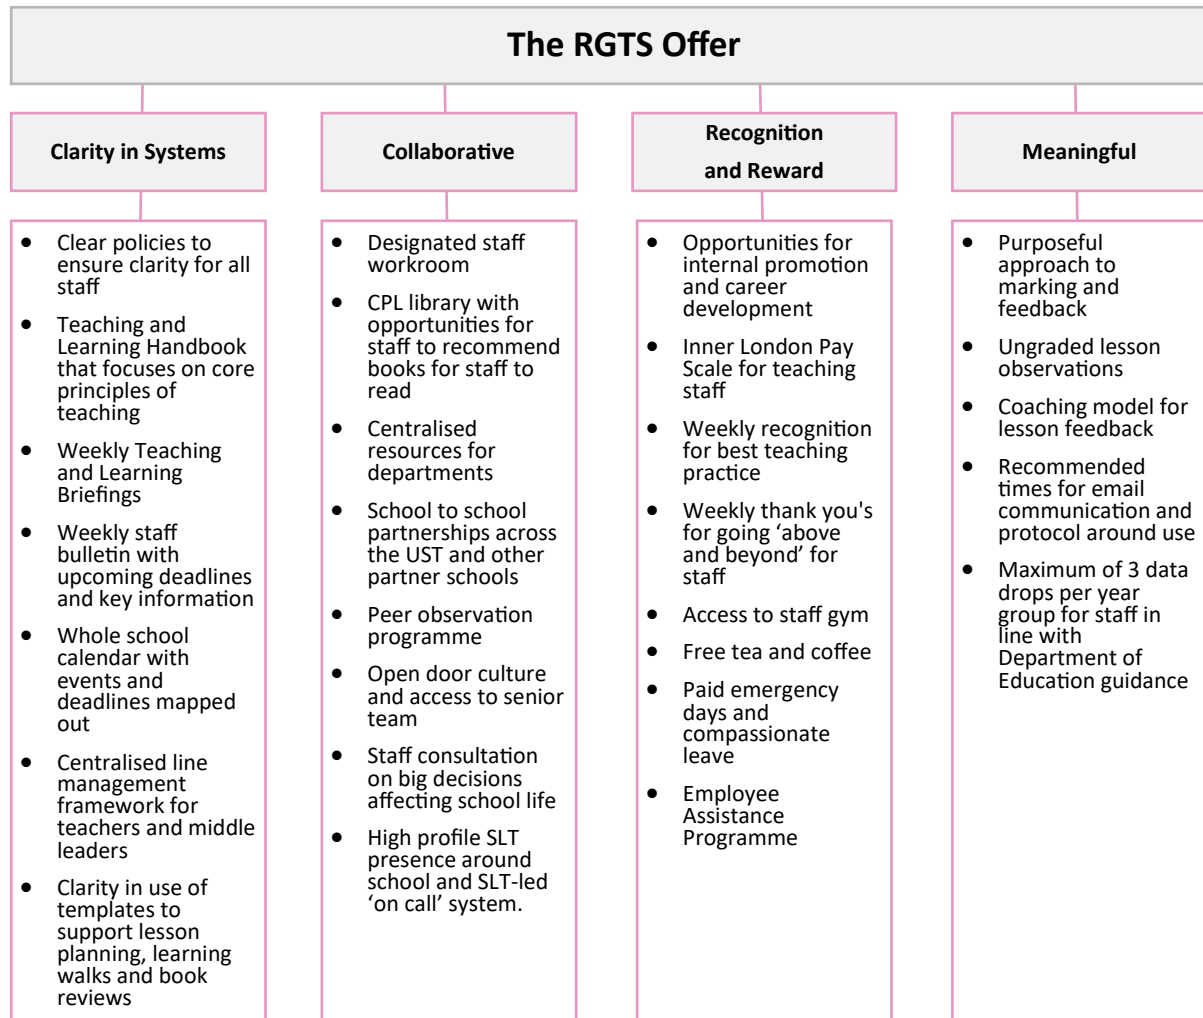 The RGTS Offer
Clarity in Systems
• Clear policies to
ensure clarity for all
staff
• Teaching and
Learning Handbook
that focuses on core
principles of
teaching
• Weekly Teaching
and Learning
Briefings
• Weekly staff
bulletin with
upcoming deadlines
and key information
• Whole school
calendar with
events and
deadlines mapped
out
• Centralised line
management
framework for
teachers and middle
leaders
• Clarity in use of
templates to
support lesson
planning, learning
walks and book
reviews
Collaborative
• Designated staff
workroom
• CPL library with
opportunities for
staff to recommend
books for staff to
read
• Centralised
resources for
departments
• School to school
partnerships across
the UST and other
partner schools
• Peer observation
programme
• Open door culture
and access to senior
team
• Staff consultation
on big decisions
affecting school life
• High profile SLT
presence around
school and SLT-led
‘on call’ system.
Recognition
and Reward
• Opportunities for
internal promotion
and career
development
• Inner London Pay
Scale for teaching
staff
• Weekly recognition
for best teaching
practice
• Weekly thank you's
for going ‘above
and beyond’ for
staff
• Access to staff gym
• Free tea and coffee
• Paid emergency
days and
compassionate
leave
• Employee
Assistance
Programme
Meaningful
• Purposeful
approach to
marking and
feedback
• Ungraded lesson
observations
• Coaching model for
lesson feedback
• Recommended
times for email
communication and
protocol around use
• Maximum of 3 data
drops per year
group for staff in
line with
Department of
Education guidance